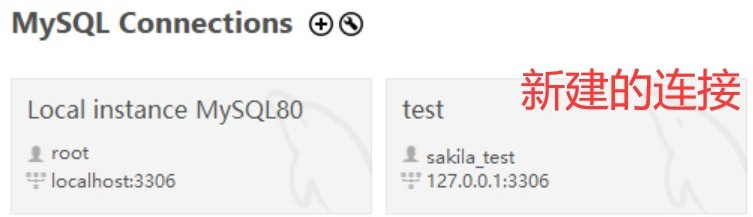 MySQL Connections
Local instance MySQL80
root
localhost:3306
test
新建的连接
sakila_test
127.0.0.1:3306